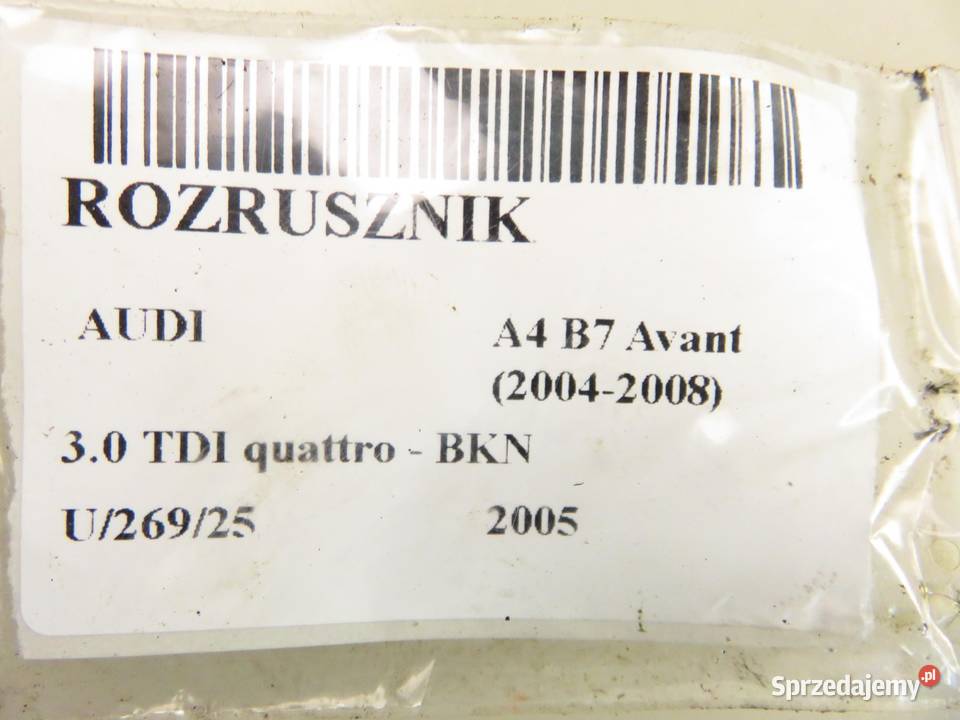 ROZRUSZNIK
AUDI A4 B7 Avant
(2004-2008)
3.0 TDI quattro - BKN
U/269/25 2005
Sprzedajemy.pl